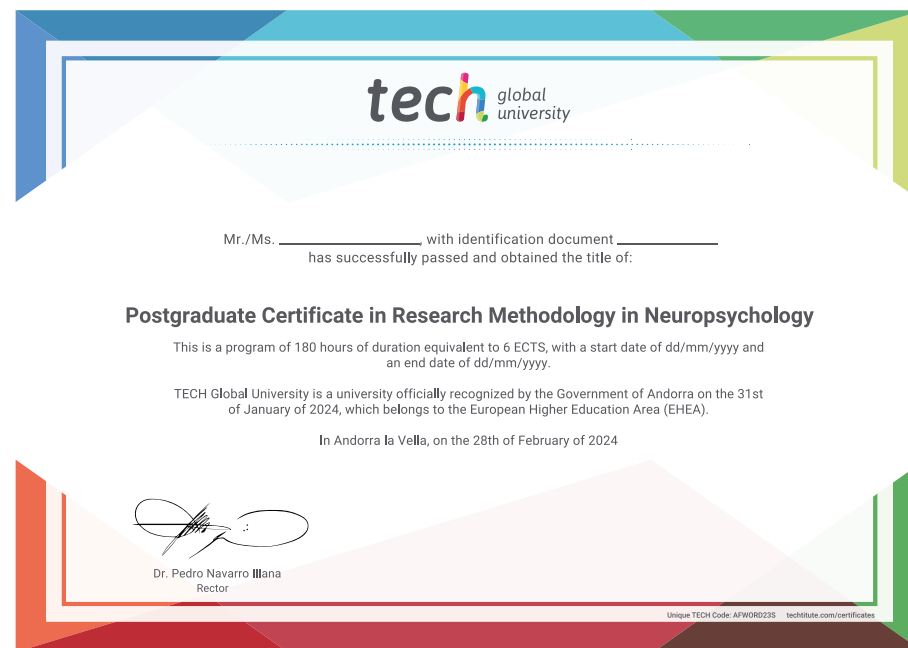 tech global
university
Mr./Ms. ____________, with identification document ____________
has successfully passed and obtained the title of:
Postgraduate Certificate in Research Methodology in Neuropsychology
This is a program of 180 hours of duration equivalent to 6 ECTS, with a start date of dd/mm/yyyy and
an end date of dd/mm/yyyy.
TECH Global University is a university officially recognized by the Government of Andorra on the 31st
of January of 2024, which belongs to the European Higher Education Area (EHEA).
In Andorra la Vella, on the 28th of February of 2024
Dr. Pedro Navarro Illana
Rector
Unique TECH Code: AFWORD23S techtitute.com/certificates